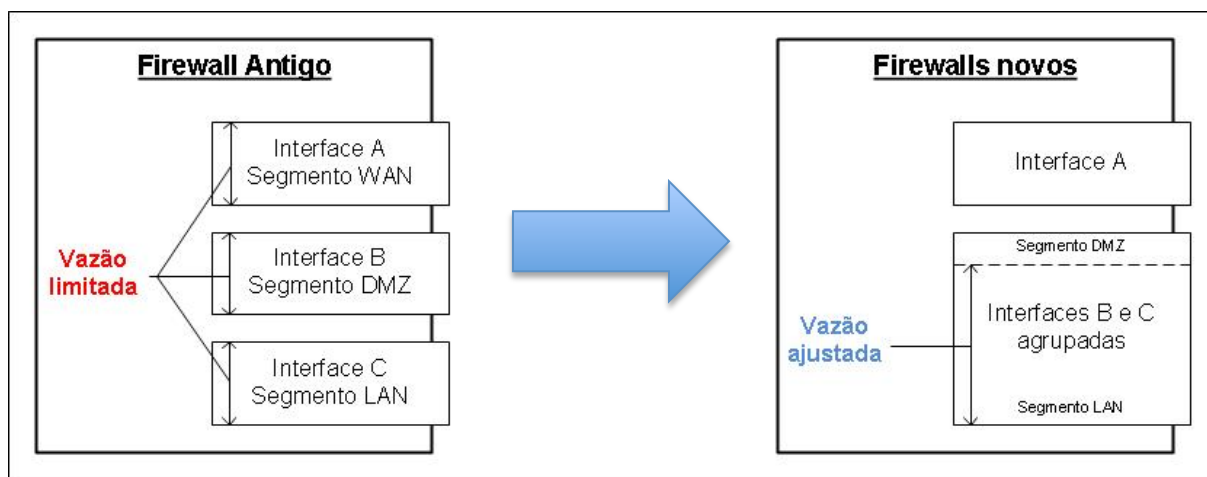 Firewall Antigo
Interface A
Segmento WAN
Interface B
Segmento DMZ
Interface C
Segmento LAN
Vazão
limitada
Firewalls novos
Interface A
Segmento DMZ
Interfaces B e C
agrupadas
Segmento LAN
Vazão
ajustada